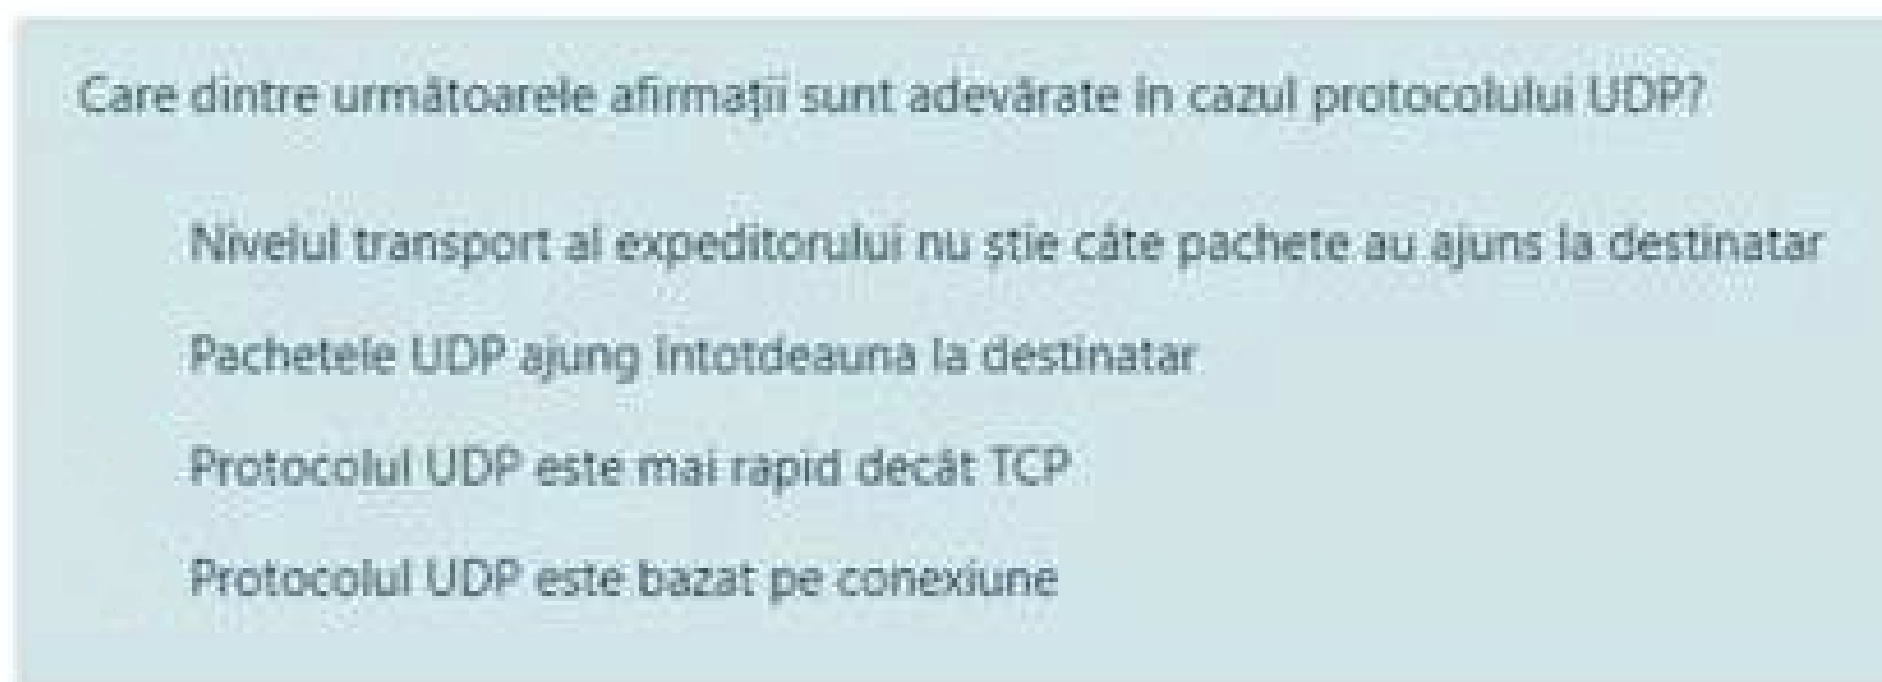 Care dintre următoarele afirmații sunt adevărate în cazul protocolului UDP?
Nivelul transport al expeditorului nu știe câte pachete au ajuns la destinatar
Pachetele UDP ajung întotdeauna la destinatar
Protocolul UDP este mai rapid decât TCP
Protocolul UDP este bazat pe conexiune